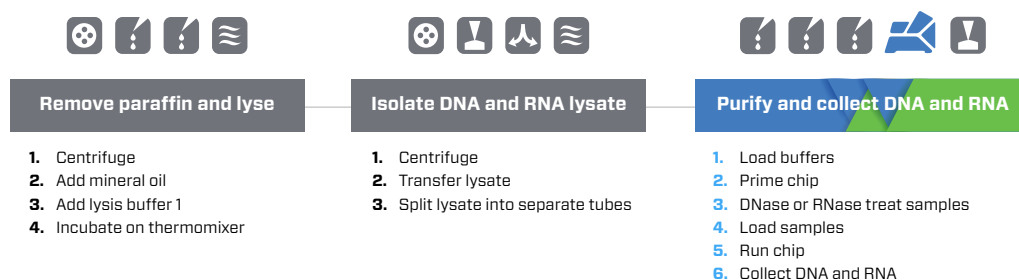 Remove paraffin and lyse
1. Centrifuge
2. Add mineral oil
3. Add lysis buffer 1
4. Incubate on thermomixer
Isolate DNA and RNA lysate
1. Centrifuge
2. Transfer lysate
3. Split lysate into separate tubes
Purify and collect DNA and RNA
1. Load buffers
2. Prime chip
3. DNase or RNase treat samples
4. Load samples
5. Run chip
6. Collect DNA and RNA